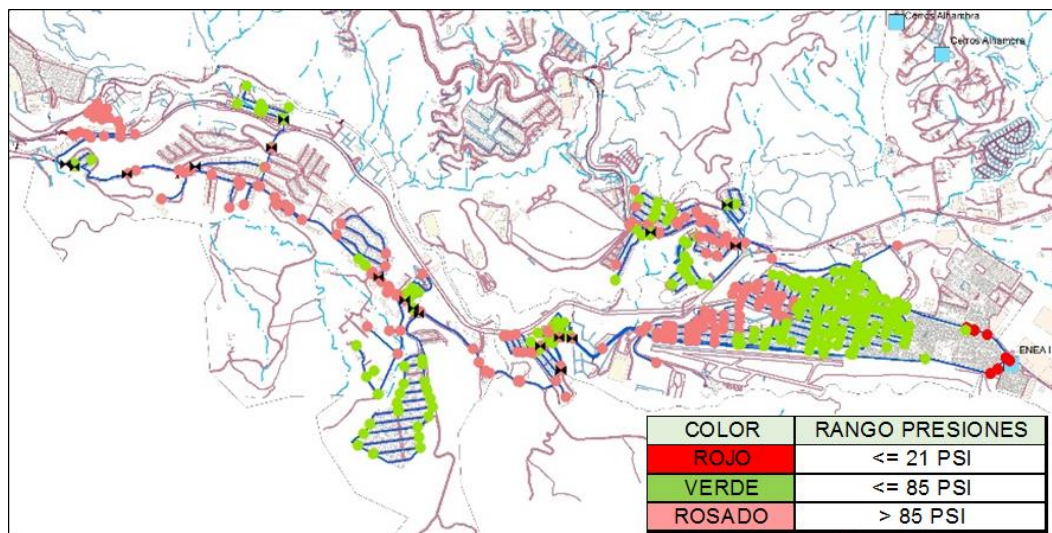 Cerros Alhambra
Cerros Alhambra
ENEA I
COLOR RANGO PRESIONES
ROJO <= 21 PSI
VERDE <= 85 PSI
ROSADO > 85 PSI